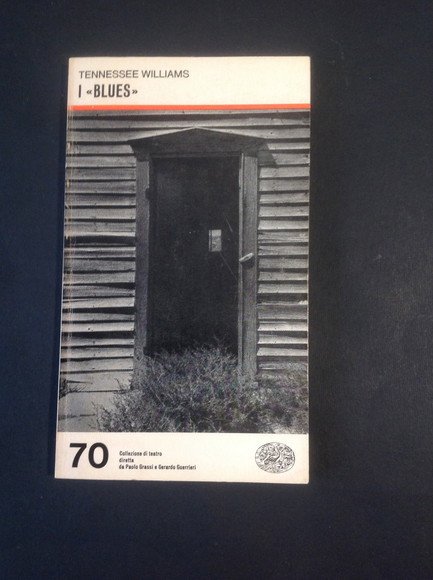 TENNESSEE WILLIAMS
I «BLUES»
70
Collezione di teatro
diretta
da Paolo Grassi e Gerardo Guerrieri